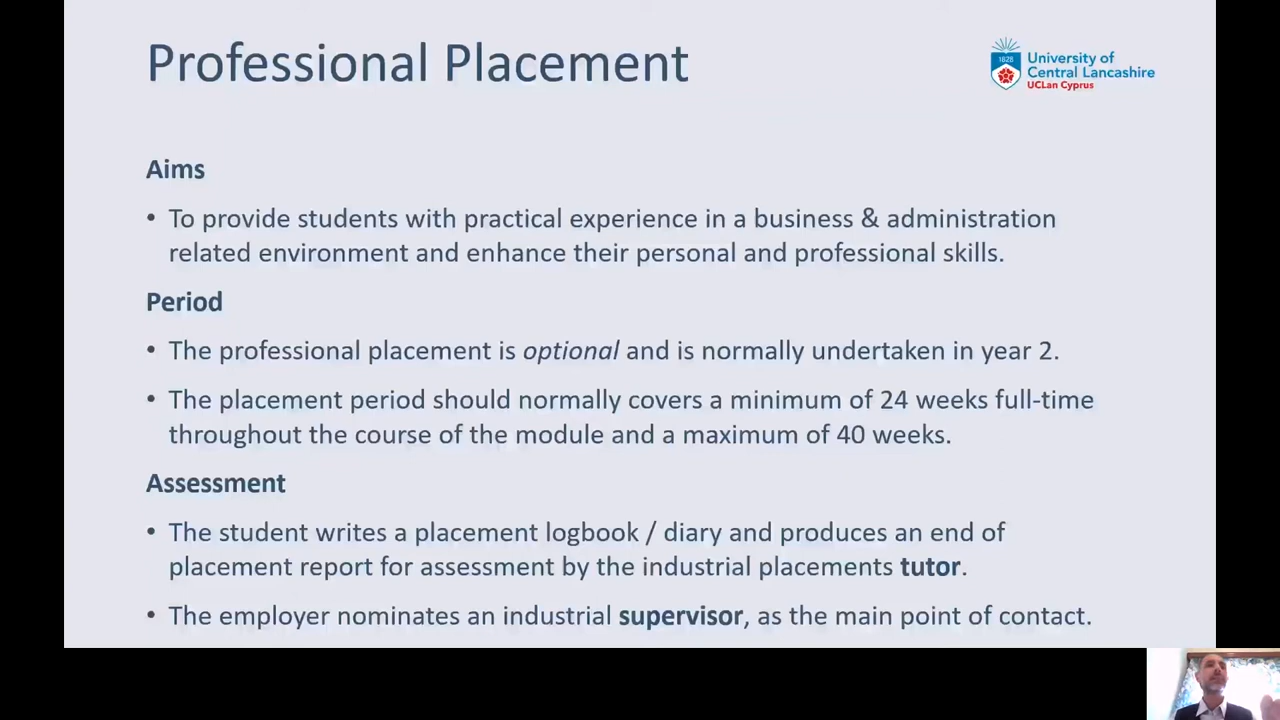 Professional Placement
1828
University of
Central Lancashire
UCLan Cyprus
Aims
• To provide students with practical experience in a business & administration
related environment and enhance their personal and professional skills.
Period
• The professional placement is optional and is normally undertaken in year 2.
• The placement period should normally covers a minimum of 24 weeks full-time
throughout the course of the module and a maximum of 40 weeks.
Assessment
• The student writes a placement logbook / diary and produces an end of
placement report for assessment by the industrial placements tutor.
• The employer nominates an industrial supervisor, as the main point of contact.